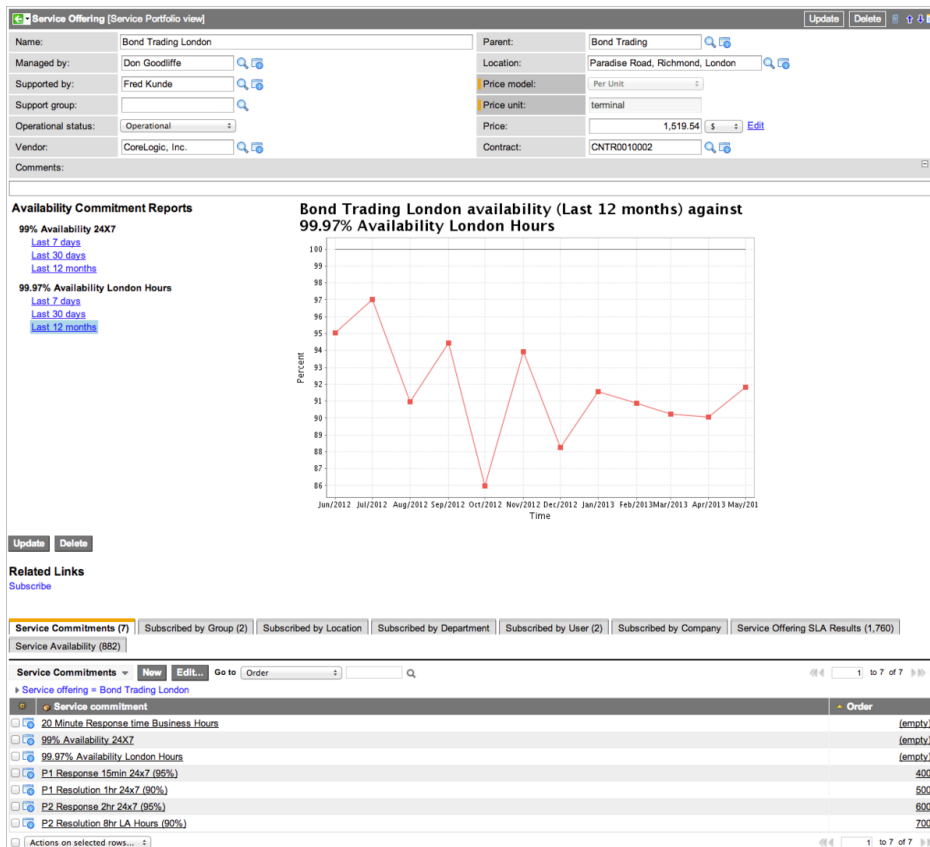 Service Offering [Service Portfolio view]
Update Delete
Name: Bond Trading London Parent: Bond Trading
Managed by: Don Goodliffe Location: Paradise Road, Richmond, London
Supported by: Fred Kunde Price model: Per Unit
Support group: Price unit: terminal
Operational status: Operational Price: 1,519.54 $ Edit
Vendor: CoreLogic, Inc. Contract: CNTR0010002
Comments:
Availability Commitment Reports
99% Availability 24X7
Last 7 days
Last 30 days
Last 12 months
99.97% Availability London Hours
Last 7 days
Last 30 days
Last 12 months
Bond Trading London availability (Last 12 months) against
99.97% Availability London Hours
100
99
98
97
96
95
94
93
92
91
90
89
88
87
86
Percent
Jun/2012 Jul/2012 Aug/2012 Sep/2012 Oct/2012 Nov/2012 Dec/2012 Jan/2013 Feb/2013 Mar/2013 Apr/2013 May/201
Time
Update Delete
Related Links
Subscribe
Service Commitments (7) Subscribed by Group (2) Subscribed by Location Subscribed by Department Subscribed by User (2) Subscribed by Company Service Offering SLA Results (1,760)
Service Availability (882)
Service Commitments New Edit... Go to Order 1 to 7 of 7
Service offering = Bond Trading London
Service commitment Order
20 Minute Response time Business Hours (empty)
99% Availability 24X7 (empty)
99.97% Availability London Hours (empty)
P1 Response 15min 24x7 (95%) 400
P1 Resolution 1hr 24x7 (90%) 500
P2 Response 2hr 24x7 (95%) 600
P2 Resolution 8hr LA Hours (90%) 700
Actions on selected rows... 1 to 7 of 7